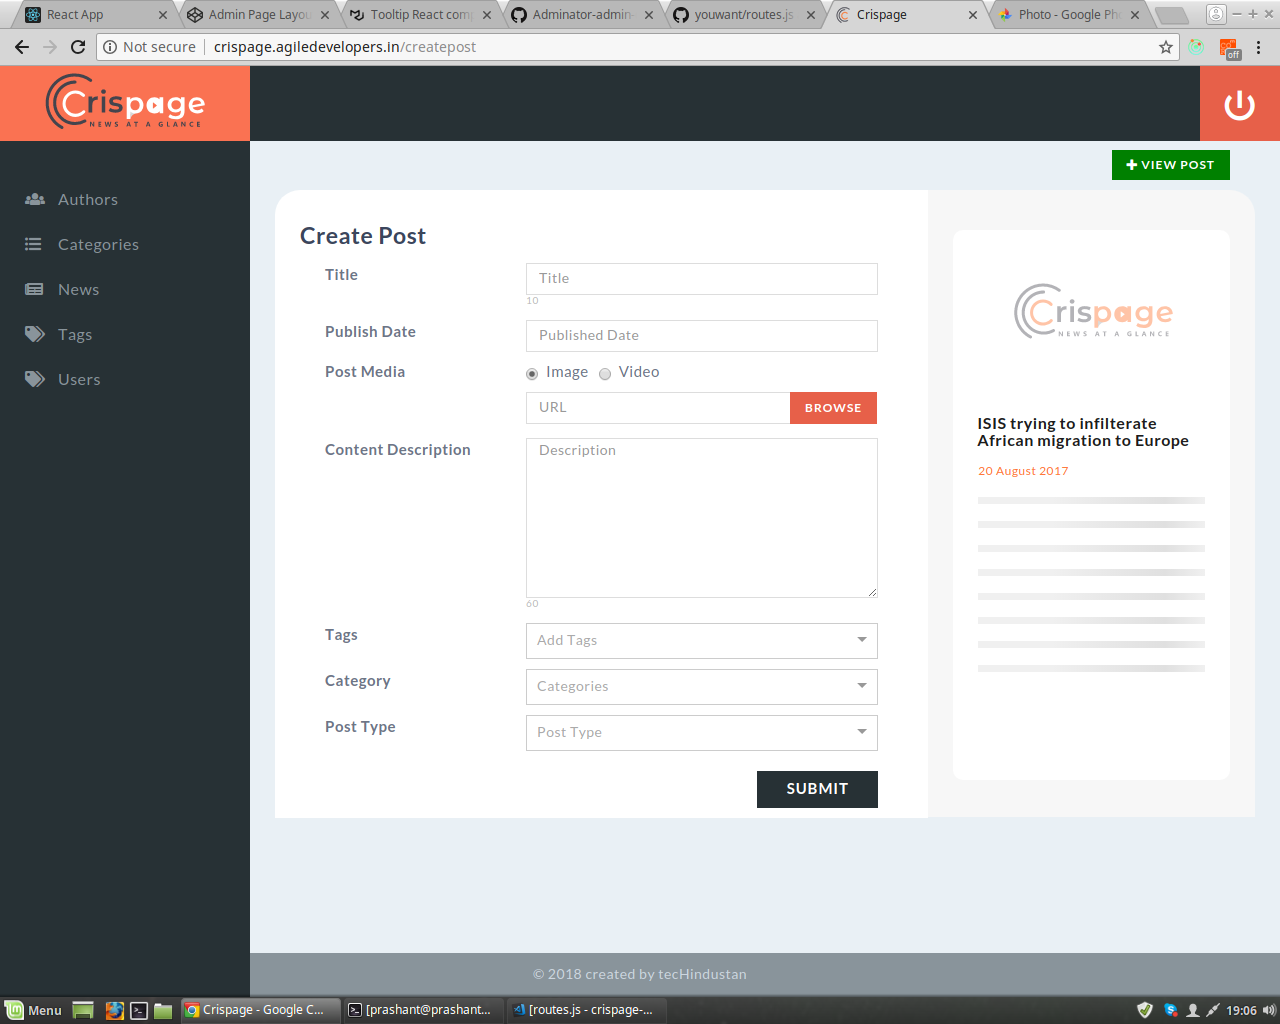 React App
Admin Page Layou
Tooltip React com
Adminator-admin-
youwant/routes.js
Crispage
Photo - Google Ph
Not secure
crispage.agiledevelopers.in/createpost
off
Crispage
NEWS AT A GLANCE
VIEW POST
Authors
Categories
News
Tags
Users
Create Post
Title
Title
10
Publish Date
Published Date
Post Media
Image
Video
URL
BROWSE
Content Description
Description
60
Tags
Add Tags
Category
Categories
Post Type
Post Type
SUBMIT
Crispage
NEWS AT A GLANCE
ISIS trying to infilterate
African migration to Europe
20 August 2017
© 2018 created by tecHindustan
Menu
Crispage - Google C...
[prashant@prashant...
[routes.js - crispage-...
19:06